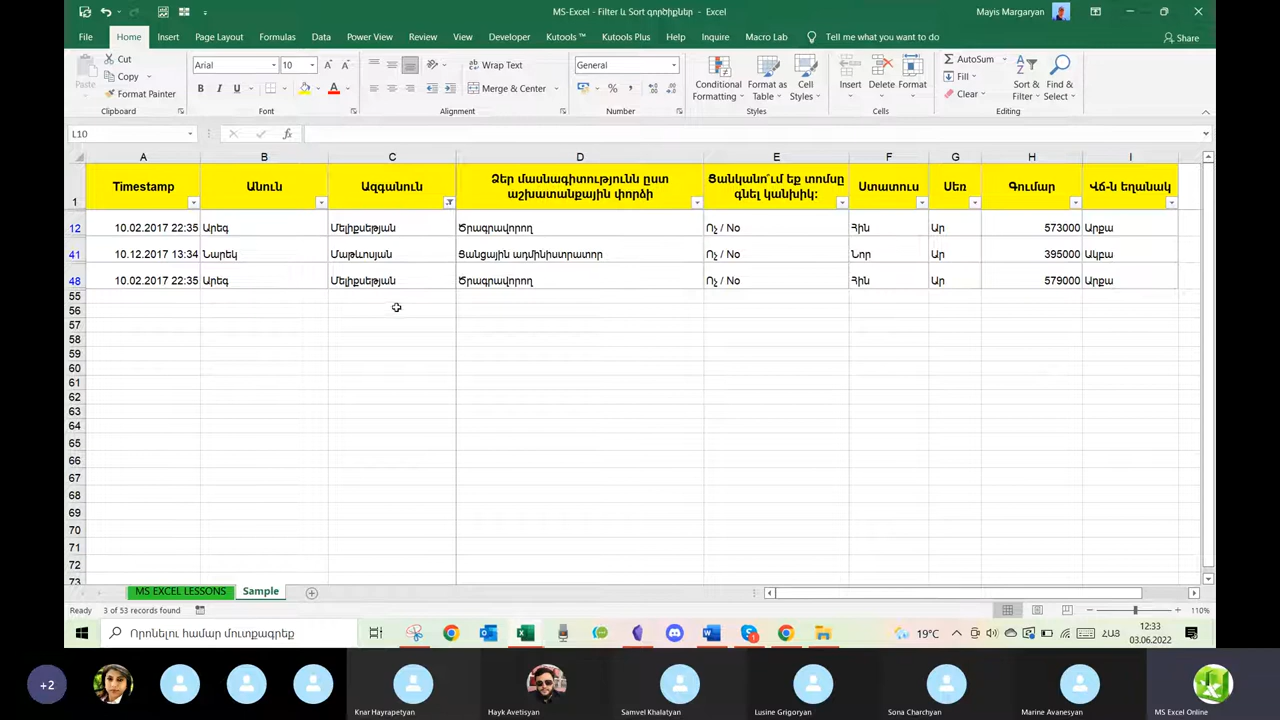 MS-Excel - Filter և Sort գործիքներ - Excel
Mayis Margaryan
File Home Insert Page Layout Formulas Data Power View Review View Developer Kutools ™ Kutools Plus Help Inquire Macro Lab Tell me what you want to do
Share
Cut
Copy
Format Painter
Paste
Clipboard
Arial 10
B I U
Font
Wrap Text
Merge & Center
Alignment
General
Number
Conditional Formatting
Format as Table
Cell Styles
Styles
Insert Delete Format
Cells
AutoSum
Fill
Clear
Sort & Filter
Find & Select
Editing
L10
A B C D E F G H I
1 Timestamp Անուն Ազգանուն Ձեր մասնագիտությունն ըստ աշխատանքային փորձի Ցանկանո՞ւմ եք տոմսը գնել կանխիկ: Ստատուս Սեռ Գումար Վճ-ն եղանակ
12 10.02.2017 22:35 Արեգ Մելիքսեթյան Ծրագրավորող Ոչ / No Հին Ար 573000 Արքա
41 10.12.2017 13:34 Նարեկ Մաթևոսյան Ցանցային ադմինիստրատոր Ոչ / No Նոր Ար 395000 Ակբա
48 10.02.2017 22:35 Արեգ Մելիքսեթյան Ծրագրավորող Ոչ / No Հին Ար 579000 Արքա
55
56
57
58
59
60
61
62
63
64
65
66
67
68
69
70
71
72
73
MS EXCEL LESSONS Sample
Ready 3 of 53 records found
110%
Որոնելու համար մուտքագրեք
19°C
ՀԱՅ
12:33
03.06.2022
+2
Knar Hayrapetyan
Hayk Avetisyan
Samvel Khalatyan
Lusine Grigoryan
Sona Charchyan
Marine Avanesyan
MS Excel Online